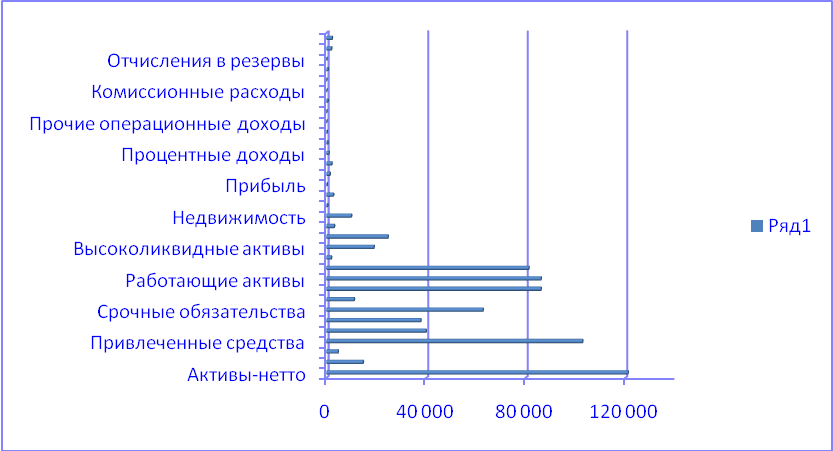 Отчисления в резервы
Комиссионные расходы
Прочие операционные доходы
Процентные доходы
Прибыль
Недвижимость
Высоколиквидные активы
Работающие активы
Срочные обязательства
Привлеченные средства
Активы-нетто
0 40 000 80 000 120 000
Ряд1